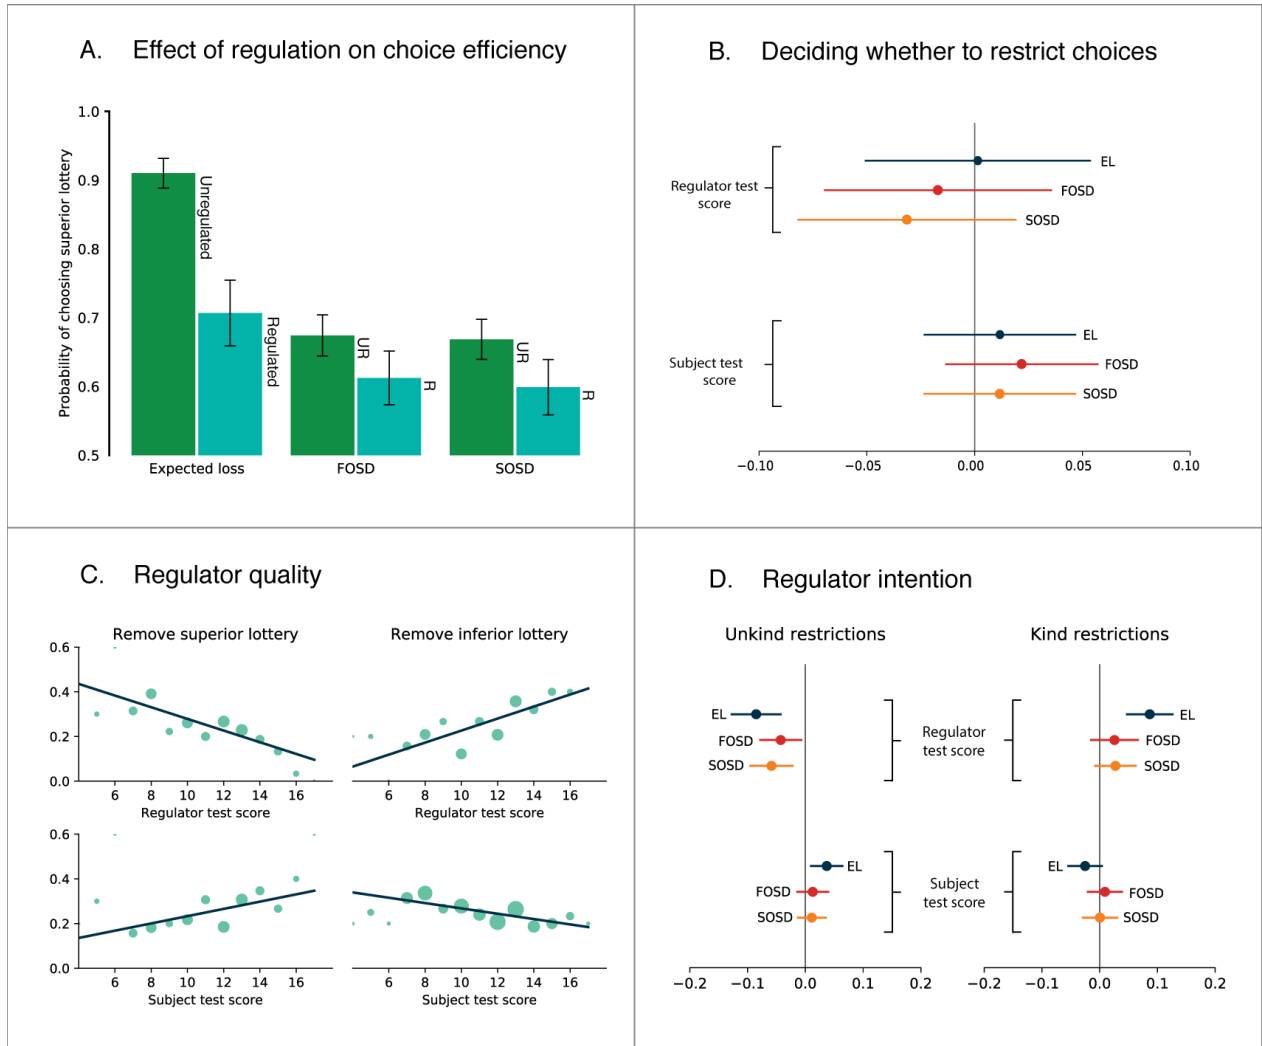 A. Effect of regulation on choice efficiency
Probability of choosing superior lottery
1.0
0.9
0.8
0.7
0.6
0.5
Unregulated
Regulated
UR
R
UR
R
Expected loss
FOSD
SOSD
B. Deciding whether to restrict choices
Regulator test
score
EL
FOSD
SOSD
Subject test
score
EL
FOSD
SOSD
−0.10
−0.05
0.00
0.05
0.10
C. Regulator quality
Remove superior lottery
0.6
0.4
0.2
0.0
6 8 10 12 14 16
Regulator test score
Remove inferior lottery
6 8 10 12 14 16
Regulator test score
0.6
0.4
0.2
0.0
6 8 10 12 14 16
Subject test score
6 8 10 12 14 16
Subject test score
D. Regulator intention
Unkind restrictions
Kind restrictions
EL
FOSD
SOSD
Regulator
test score
EL
FOSD
SOSD
EL
FOSD
SOSD
Subject
test score
EL
FOSD
SOSD
−0.2 −0.1 0.0 0.1 0.2
−0.2 −0.1 0.0 0.1 0.2